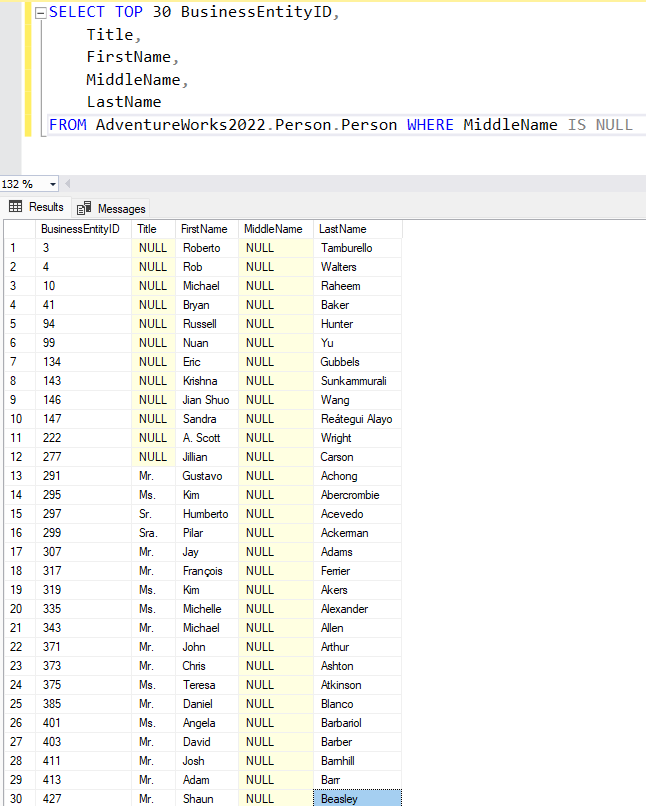 SELECT TOP 30 BusinessEntityID,
Title,
FirstName,
MiddleName,
LastName
FROM AdventureWorks2022.Person.Person WHERE MiddleName IS NULL
132 %
Results Messages
BusinessEntityID Title FirstName MiddleName LastName
1 3 NULL Roberto NULL Tamburello
2 4 NULL Rob NULL Walters
3 10 NULL Michael NULL Raheem
4 41 NULL Bryan NULL Baker
5 94 NULL Russell NULL Hunter
6 99 NULL Nuan NULL Yu
7 134 NULL Eric NULL Gubbels
8 143 NULL Krishna NULL Sunkammurali
9 146 NULL Jian Shuo NULL Wang
10 147 NULL Sandra NULL Reátegui Alayo
11 222 NULL A. Scott NULL Wright
12 277 NULL Jillian NULL Carson
13 291 Mr. Gustavo NULL Achong
14 295 Ms. Kim NULL Abercrombie
15 297 Sr. Humberto NULL Acevedo
16 299 Sra. Pilar NULL Ackerman
17 307 Mr. Jay NULL Adams
18 317 Mr. François NULL Ferrier
19 319 Ms. Kim NULL Akers
20 335 Ms. Michelle NULL Alexander
21 343 Mr. Michael NULL Allen
22 371 Mr. John NULL Arthur
23 373 Mr. Chris NULL Ashton
24 375 Ms. Teresa NULL Atkinson
25 385 Mr. Daniel NULL Blanco
26 401 Ms. Angela NULL Barbariol
27 403 Mr. David NULL Barber
28 411 Mr. Josh NULL Barnhill
29 413 Mr. Adam NULL Barr
30 427 Mr. Shaun NULL Beasley